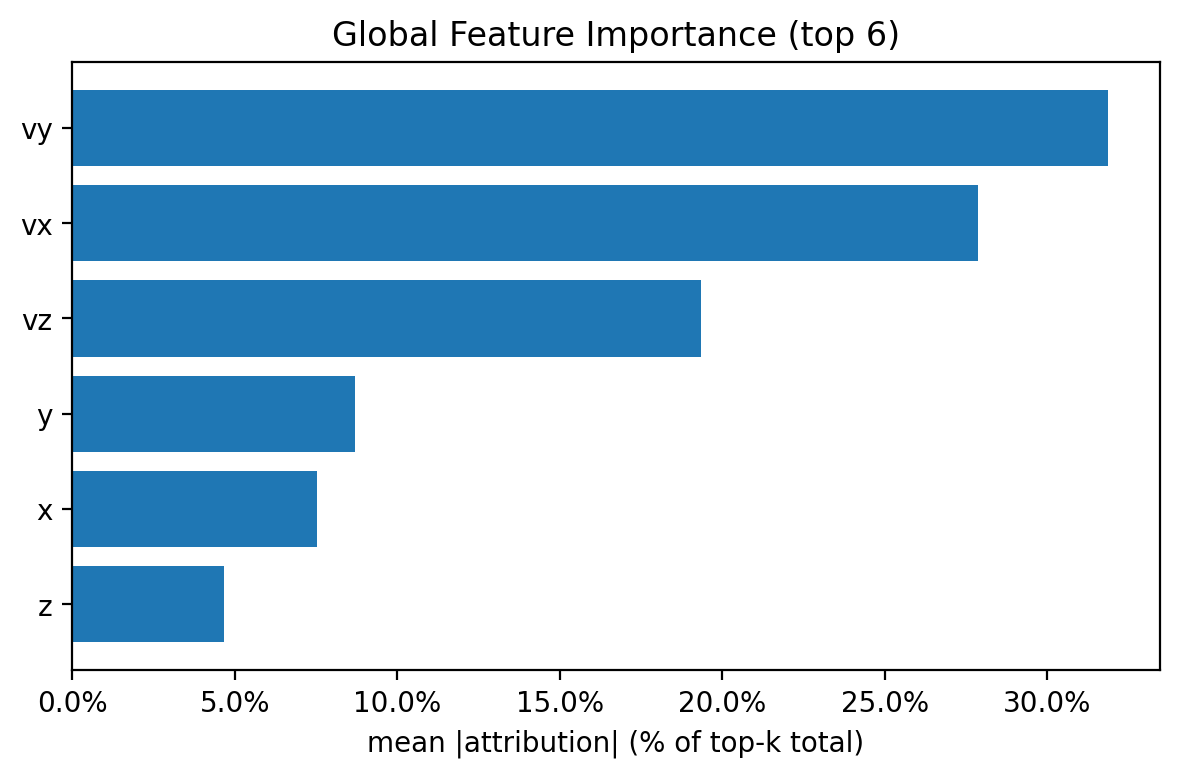 Global Feature Importance (top 6)
vy
vx
vz
y
x
z
0.0% 5.0% 10.0% 15.0% 20.0% 25.0% 30.0%
mean |attribution| (% of top-k total)